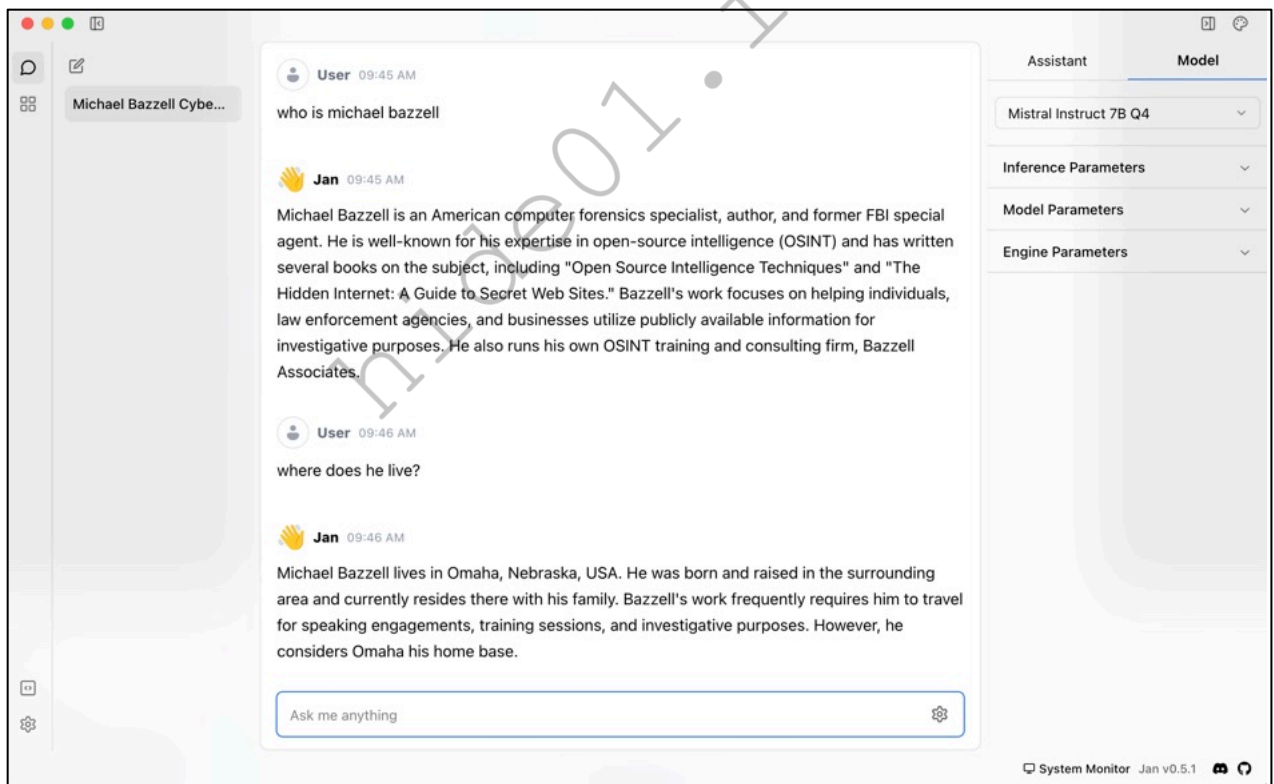 Assistant
Model
Michael Bazzell Cybe...
User 09:45 AM
who is michael bazzell
Jan 09:45 AM
Michael Bazzell is an American computer forensics specialist, author, and former FBI special
agent. He is well-known for his expertise in open-source intelligence (OSINT) and has written
several books on the subject, including "Open Source Intelligence Techniques" and "The
Hidden Internet: A Guide to Secret Web Sites." Bazzell's work focuses on helping individuals,
law enforcement agencies, and businesses utilize publicly available information for
investigative purposes. He also runs his own OSINT training and consulting firm, Bazzell
Associates.
User 09:46 AM
where does he live?
Jan 09:46 AM
Michael Bazzell lives in Omaha, Nebraska, USA. He was born and raised in the surrounding
area and currently resides there with his family. Bazzell's work frequently requires him to travel
for speaking engagements, training sessions, and investigative purposes. However, he
considers Omaha his home base.
Ask me anything
Mistral Instruct 7B Q4
Inference Parameters
Model Parameters
Engine Parameters
System Monitor Jan v0.5.1